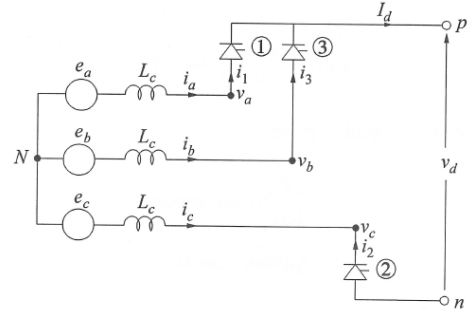 I_d
p
① ③
e_a L_c i_a i_1 i_3
v_a
e_b L_c i_b
N v_b v_d
e_c L_c i_c
v_c
i_2
②
n